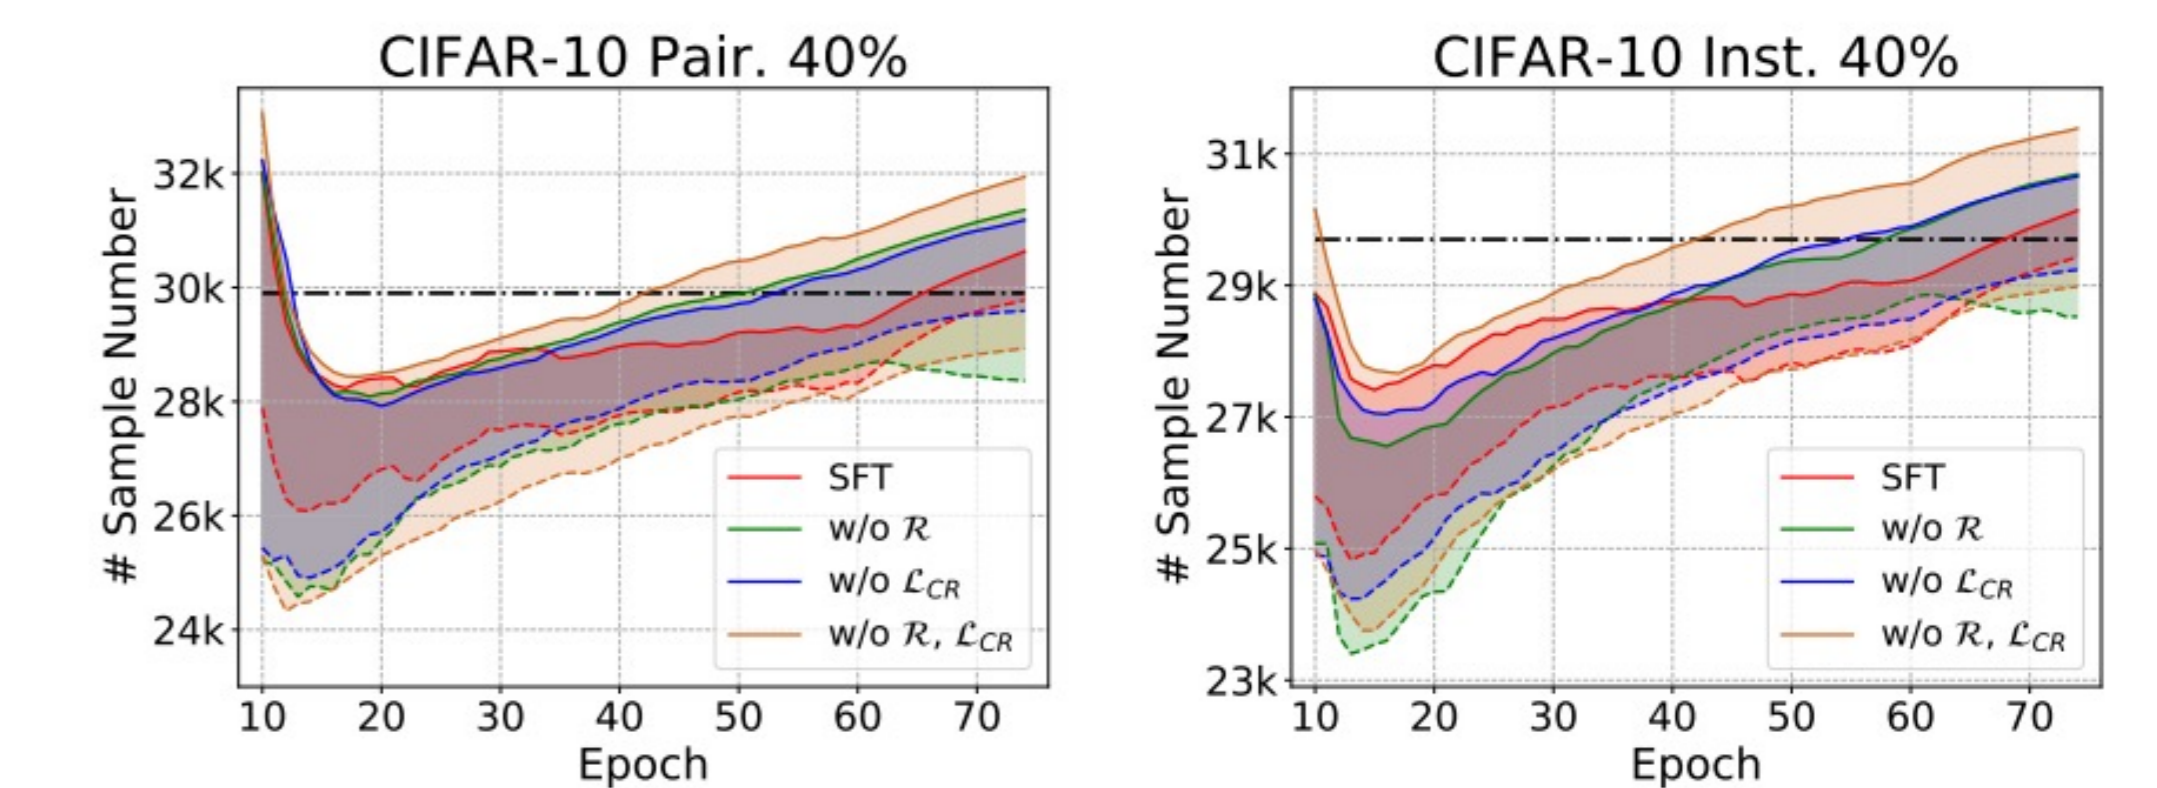 CIFAR-10 Pair. 40%
# Sample Number
32k
30k
28k
26k
24k
10 20 30 40 50 60 70
Epoch
SFT
w/o ℛ
w/o ℒCR
w/o ℛ, ℒCR
CIFAR-10 Inst. 40%
# Sample Number
31k
29k
27k
25k
23k
10 20 30 40 50 60 70
Epoch
SFT
w/o ℛ
w/o ℒCR
w/o ℛ, ℒCR